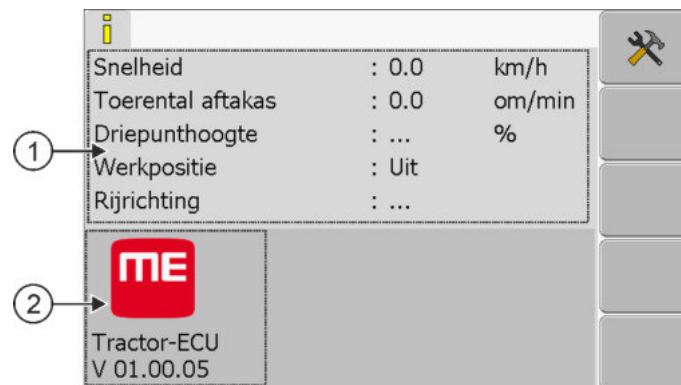 Snelheid : 0.0 km/h
Toerental aftakas : 0.0 om/min
Driepunthoogte : ... %
1
Werkpositie : Uit
Rijrichting : ...
ME
2
Tractor-ECU
V 01.00.05